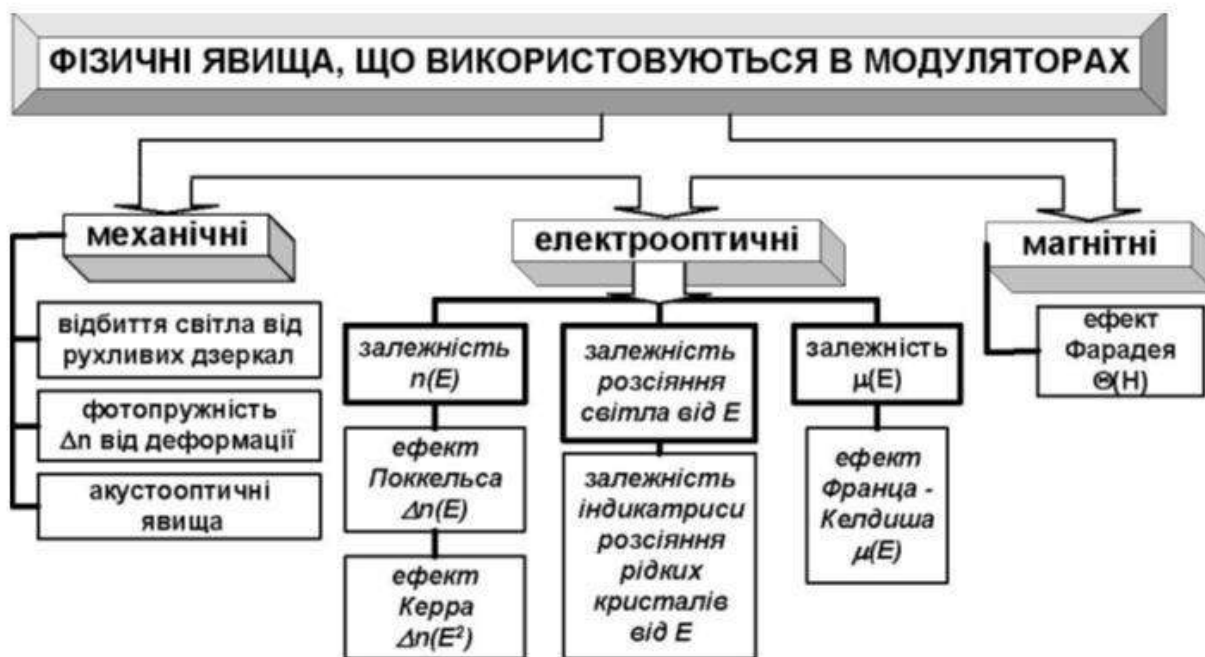 ФІЗИЧНІ ЯВИЩА, ЩО ВИКОРИСТОВУЮТЬСЯ В МОДУЛЯТОРАХ
механічні
відбиття світла від
рухливих дзеркал
фотопружність
Δn від деформації
акустооптичні
явища
електрооптичні
залежність
n(E)
ефект
Поккельса
Δn(E)
ефект
Керра
Δn(E²)
залежність
розсіяння
світла від E
залежність
індикатриси
розсіяння
рідких
кристалів
від E
залежність
μ(E)
ефект
Франца -
Келдиша
μ(E)
магнітні
ефект
Фарадея
Θ(H)